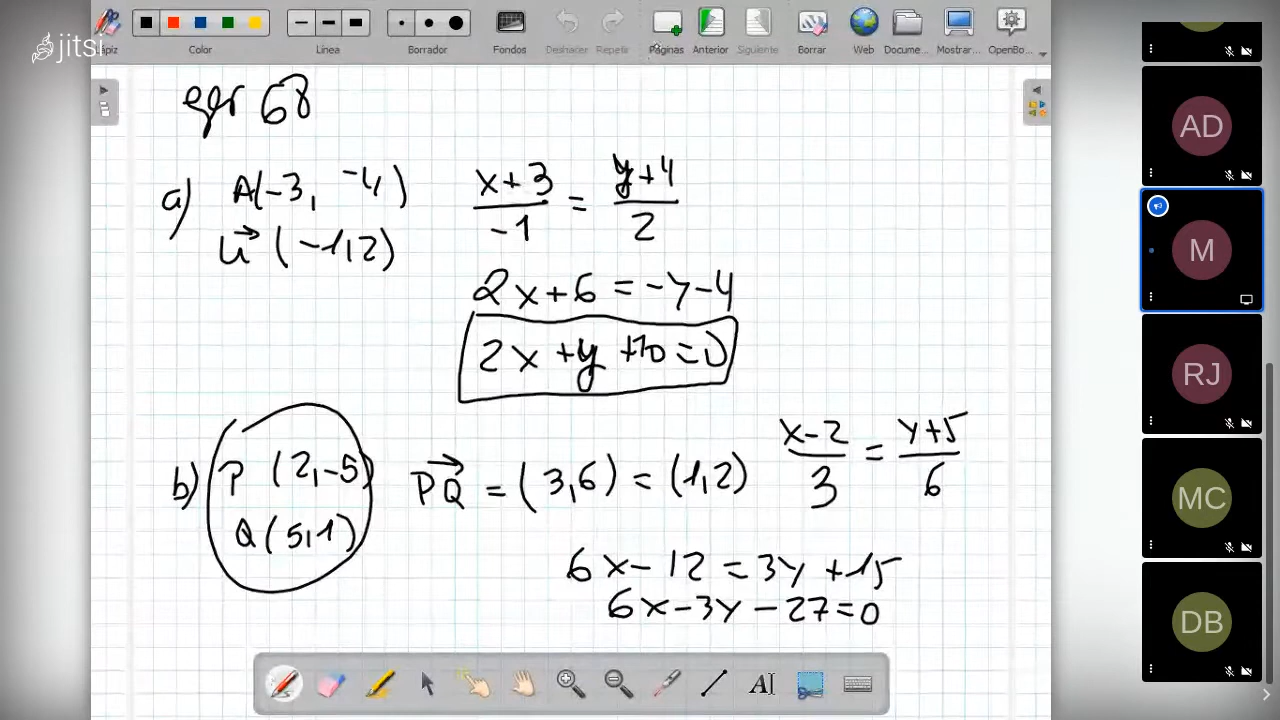 Lápiz Color Línea Borrador Fondos Deshacer Repetir Páginas Anterior Siguiente Borrar Web Docume... Mostrar... OpenBo...
jitsi
ejer 68
a) A(-3, -4) x+3/-1 = y+4/2
u→ (-1,2)
2x+6 = -y-4
2x +y +10 = 0
b) P (2,-5) PQ→ = (3,6) = (1,2) x-2/3 = y+5/6
Q (5,1)
6x-12 = 3y +15
6x-3y-27=0
AD
M
RJ
MC
DB